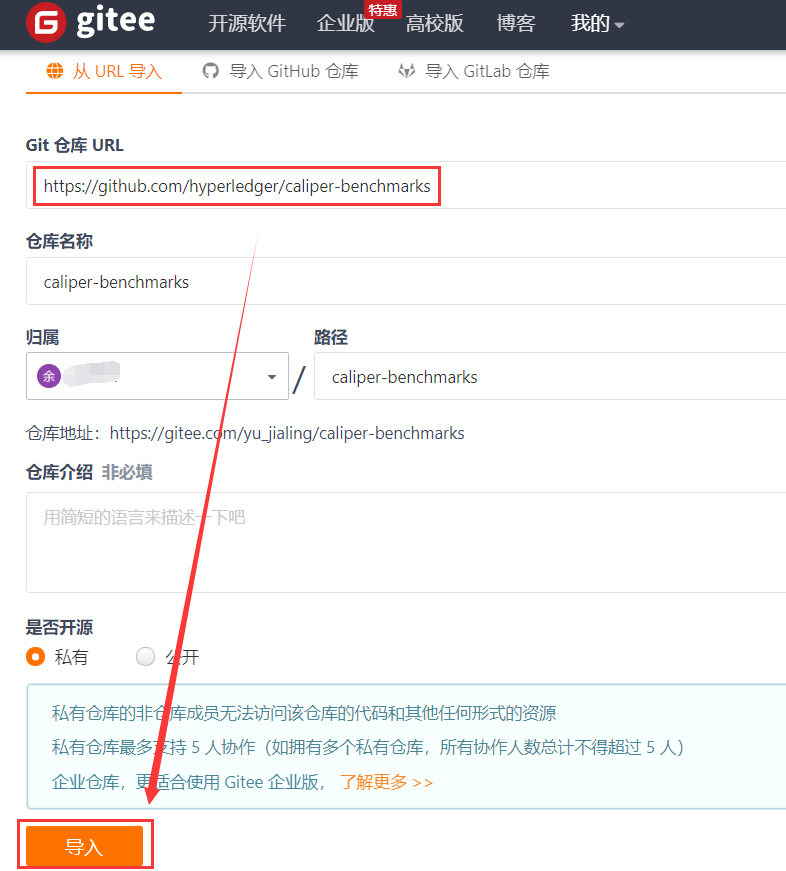 gitee 开源软件 企业版 特惠 高校版 博客 我的
从 URL 导入 导入 GitHub 仓库 导入 GitLab 仓库
Git 仓库 URL
https://github.com/hyperledger/caliper-benchmarks
仓库名称
caliper-benchmarks
归属 路径
余 / caliper-benchmarks
仓库地址：https://gitee.com/yu_jialing/caliper-benchmarks
仓库介绍 非必填
用简短的语言来描述一下吧
是否开源
私有 公开
私有仓库的非仓库成员无法访问该仓库的代码和其他任何形式的资源
私有仓库最多支持 5 人协作（如拥有多个私有仓库，所有协作人数总计不得超过 5 人）
企业仓库，更适合使用 Gitee 企业版， 了解更多 >>
导入